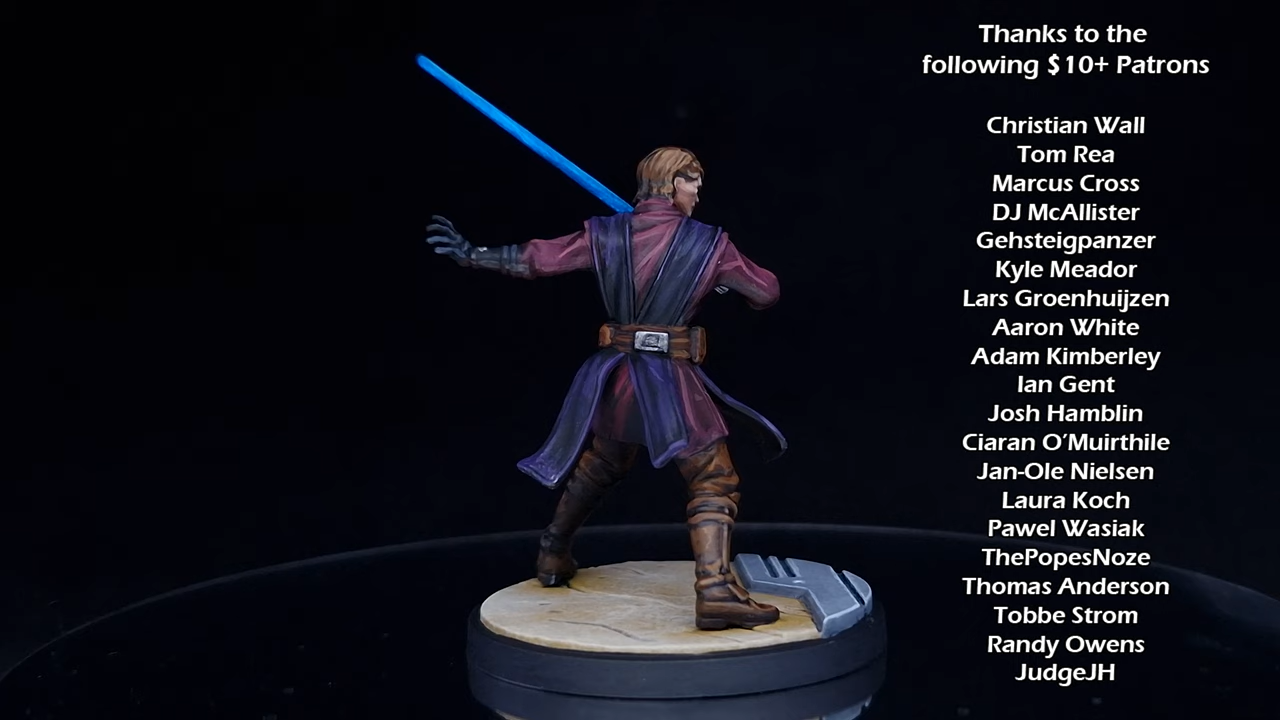 Thanks to the
following $10+ Patrons
Christian Wall
Tom Rea
Marcus Cross
DJ McAllister
Gehsteigpanzer
Kyle Meador
Lars Groenhuijzen
Aaron White
Adam Kimberley
Ian Gent
Josh Hamblin
Ciaran O'Muirthile
Jan-Ole Nielsen
Laura Koch
Pawel Wasiak
ThePopesNoze
Thomas Anderson
Tobbe Strom
Randy Owens
JudgeJH